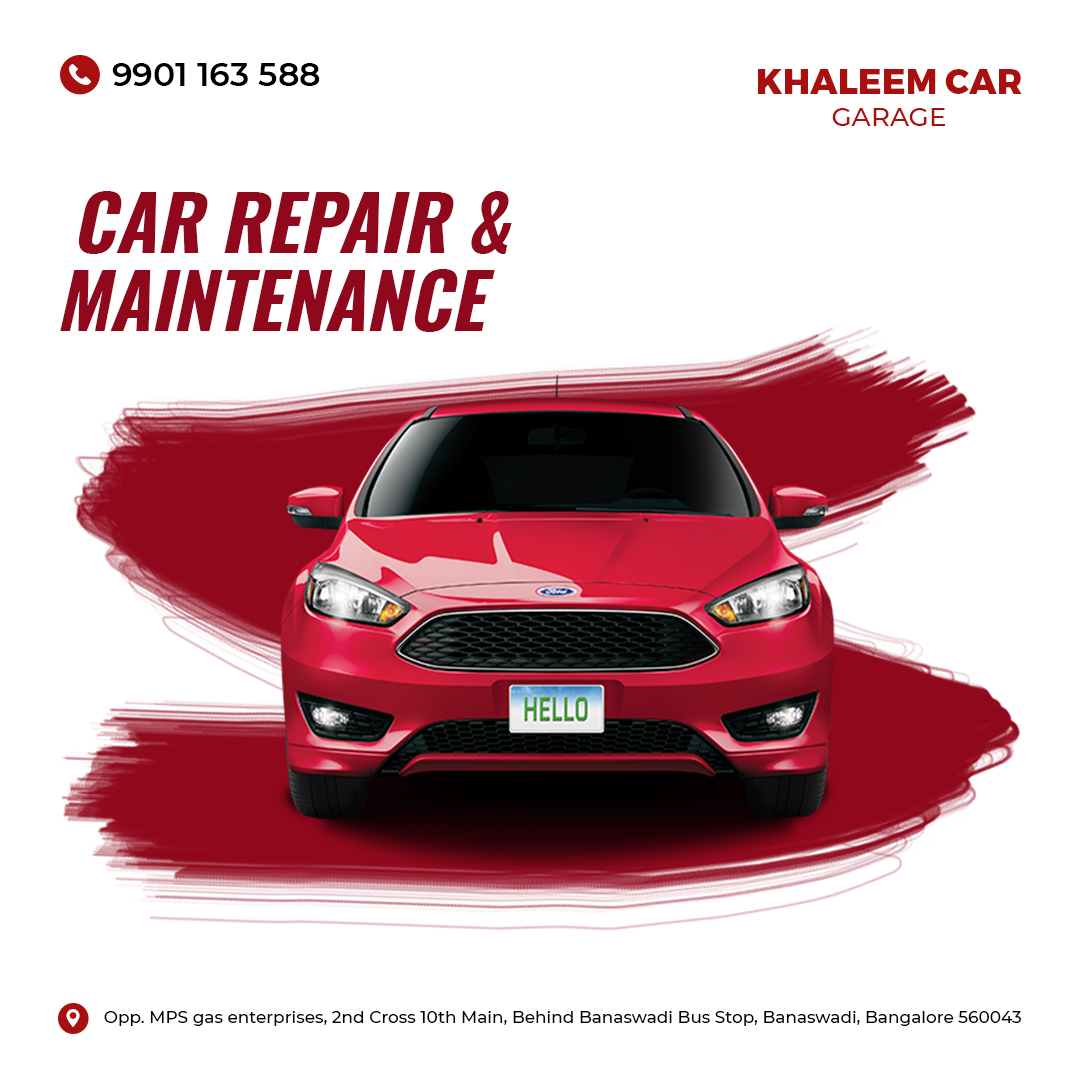 9901 163 588
KHALEEM CAR
GARAGE
CAR REPAIR &
MAINTENANCE
Ford
HELLO
Opp. MPS gas enterprises, 2nd Cross 10th Main, Behind Banaswadi Bus Stop, Banaswadi, Bangalore 560043